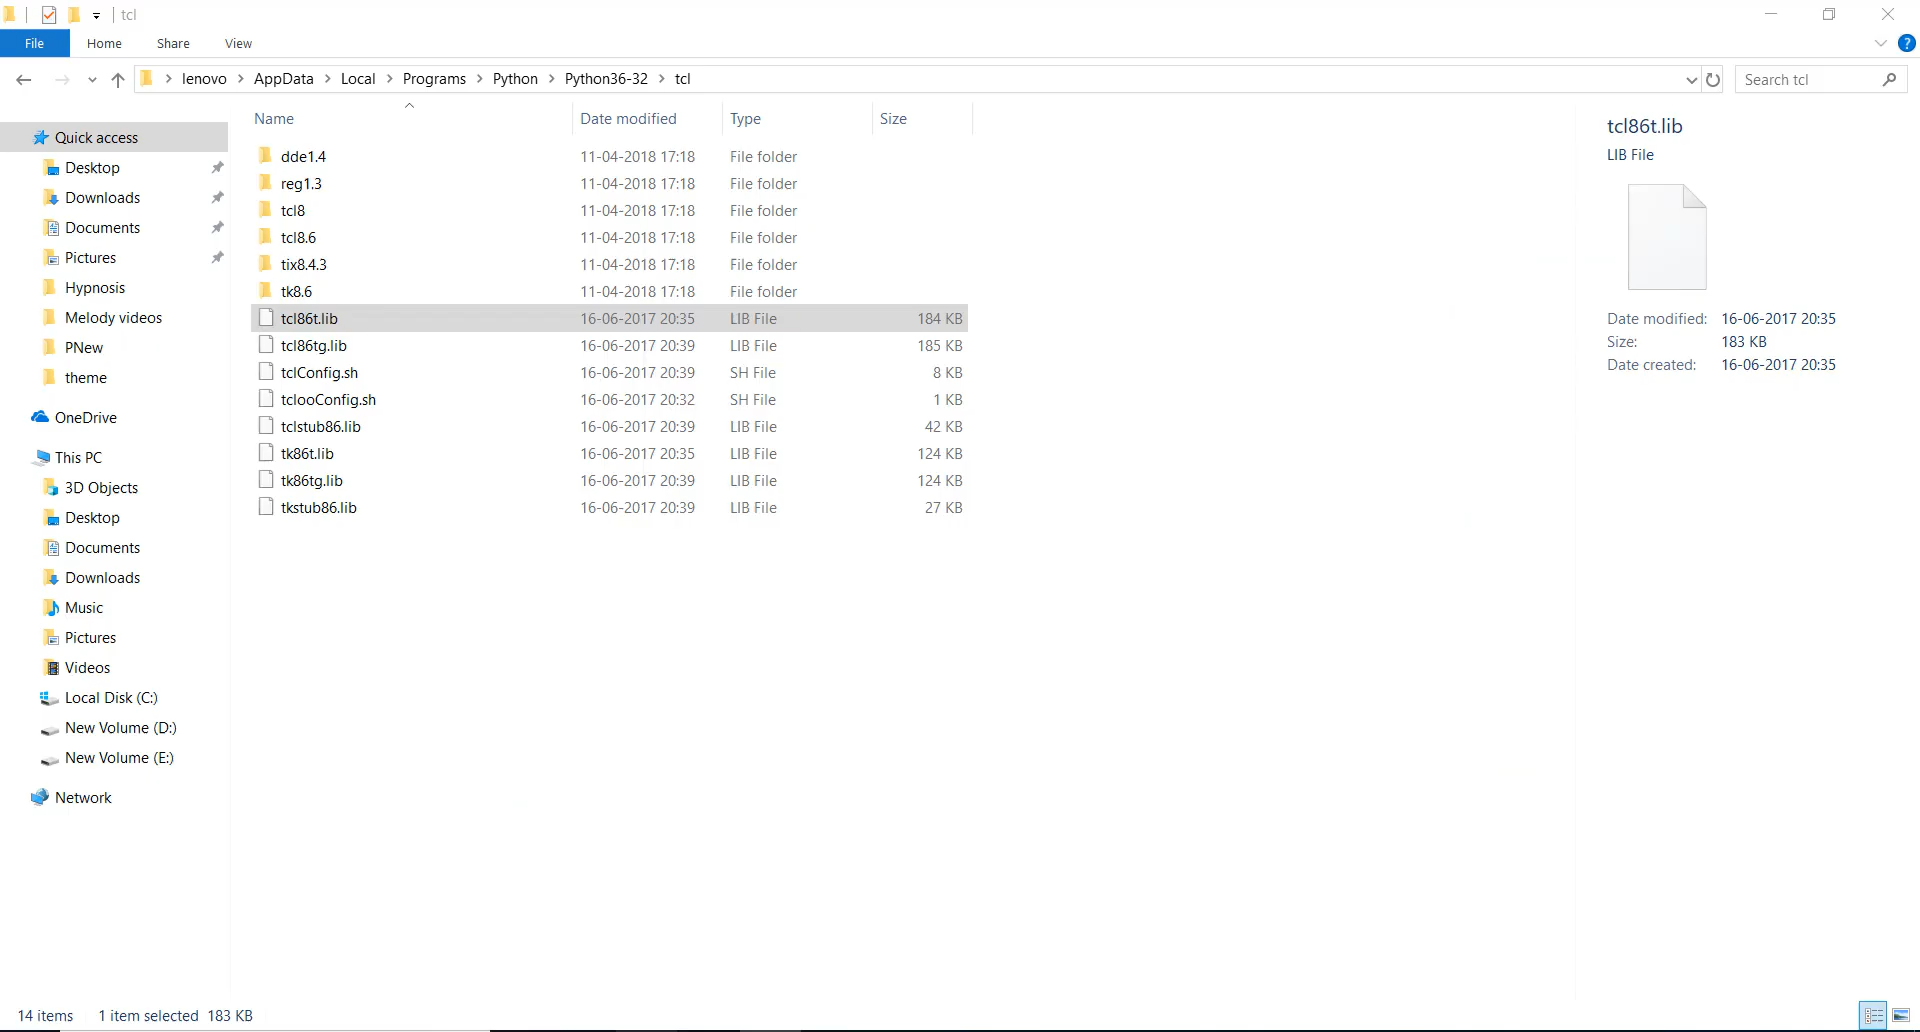 tcl
File Home Share View
lenovo AppData Local Programs Python Python36-32 tcl Search tcl
Name Date modified Type Size
dde1.4 11-04-2018 17:18 File folder
reg1.3 11-04-2018 17:18 File folder
tcl8 11-04-2018 17:18 File folder
tcl8.6 11-04-2018 17:18 File folder
tix8.4.3 11-04-2018 17:18 File folder
tk8.6 11-04-2018 17:18 File folder
tcl86t.lib 16-06-2017 20:35 LIB File 184 KB
tcl86tg.lib 16-06-2017 20:39 LIB File 185 KB
tclConfig.sh 16-06-2017 20:39 SH File 8 KB
tclooConfig.sh 16-06-2017 20:32 SH File 1 KB
tclstub86.lib 16-06-2017 20:39 LIB File 42 KB
tk86t.lib 16-06-2017 20:35 LIB File 124 KB
tk86tg.lib 16-06-2017 20:39 LIB File 124 KB
tkstub86.lib 16-06-2017 20:39 LIB File 27 KB
Quick access
Desktop
Downloads
Documents
Pictures
Hypnosis
Melody videos
PNew
theme
OneDrive
This PC
3D Objects
Desktop
Documents
Downloads
Music
Pictures
Videos
Local Disk (C:)
New Volume (D:)
New Volume (E:)
Network
tcl86t.lib
LIB File
Date modified: 16-06-2017 20:35
Size: 183 KB
Date created: 16-06-2017 20:35
14 items 1 item selected 183 KB